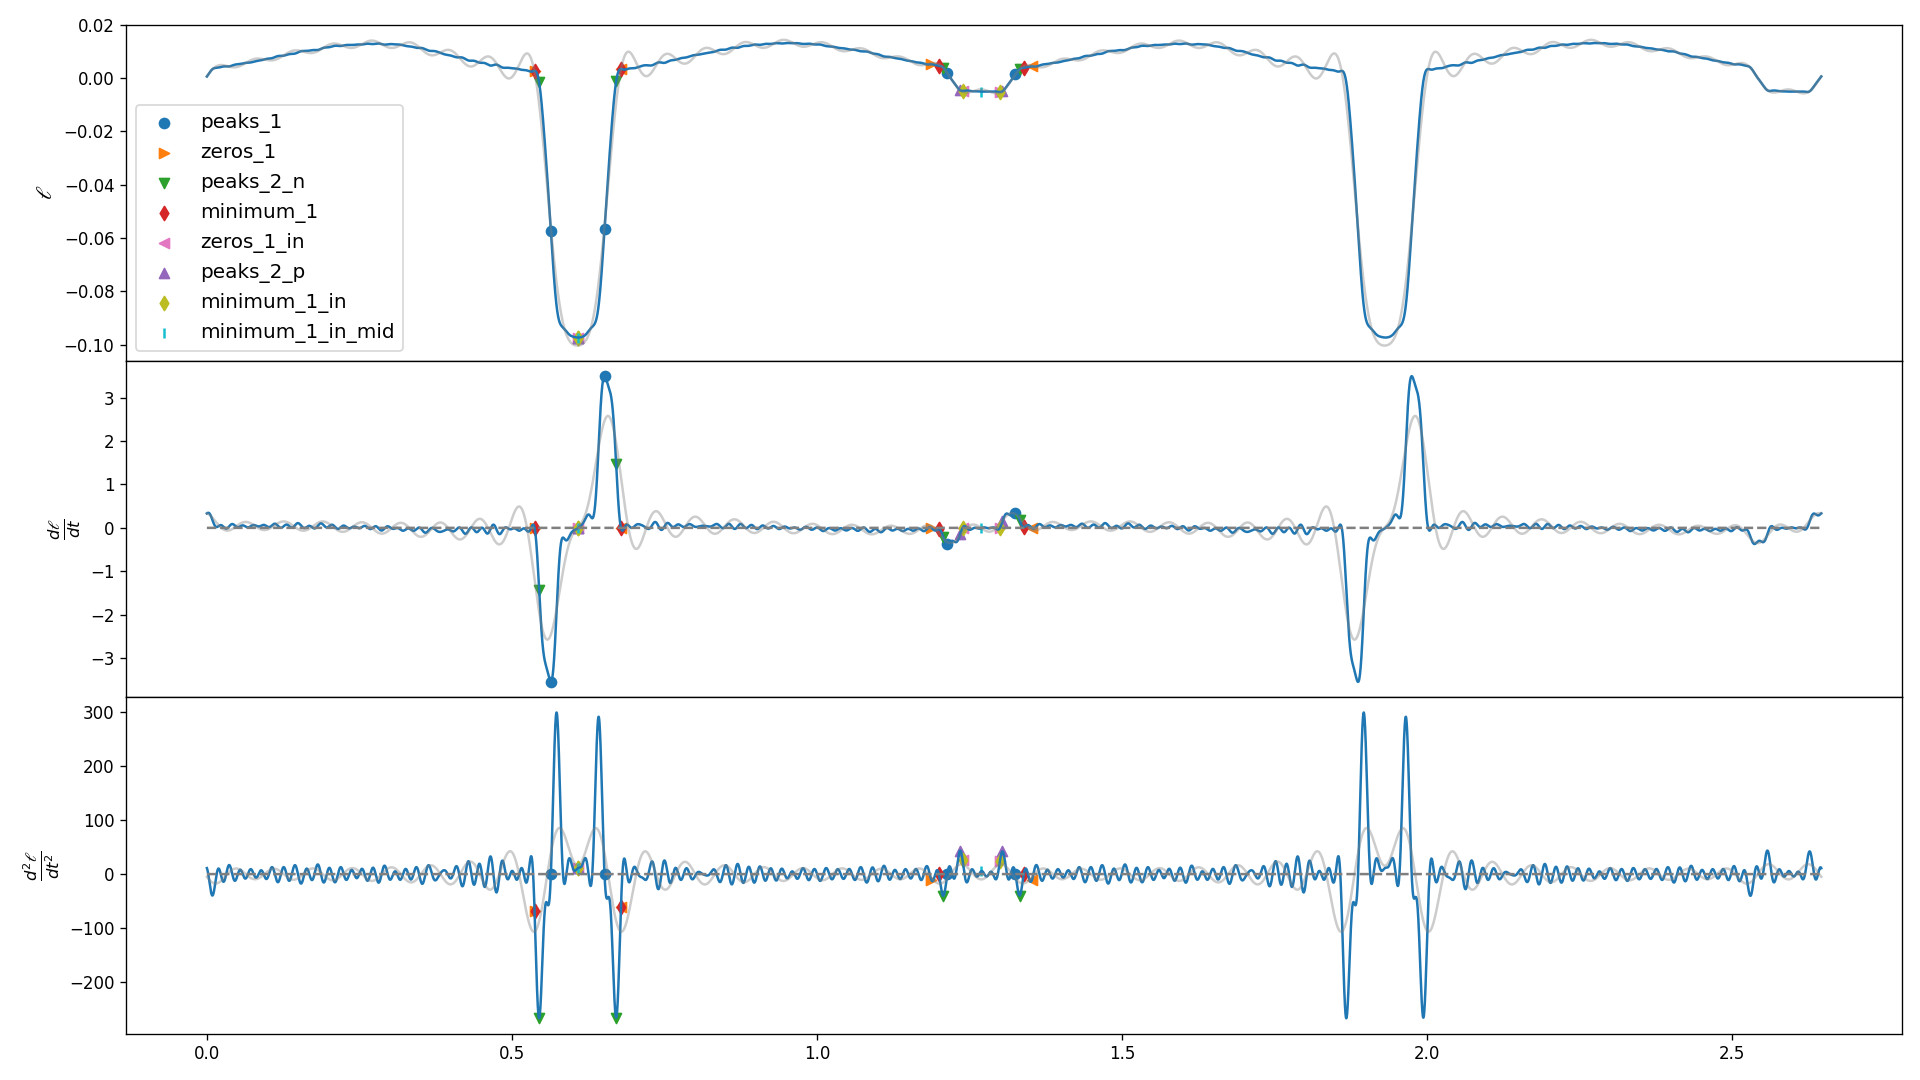 0.02
0.00
−0.02
−0.04
−0.06
−0.08
−0.10
ℓ
peaks_1
zeros_1
peaks_2_n
minimum_1
zeros_1_in
peaks_2_p
minimum_1_in
minimum_1_in_mid
3
2
1
0
−1
−2
−3
dℓ
dt
300
200
100
0
−100
−200
d²ℓ
dt²
0.0 0.5 1.0 1.5 2.0 2.5